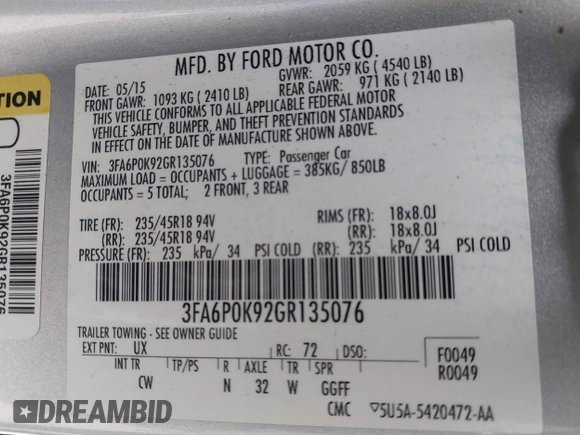 MFD. BY FORD MOTOR CO.
DATE: 05/15 GVWR: 2059 KG ( 4540 LB)
FRONT GAWR: 1093 KG ( 2410 LB) REAR GAWR: 971 KG ( 2140 LB)
THIS VEHICLE CONFORMS TO ALL APPLICABLE FEDERAL MOTOR
VEHICLE SAFETY, BUMPER, AND THEFT PREVENTION STANDARDS
IN EFFECT ON THE DATE OF MANUFACTURE SHOWN ABOVE.
VIN: 3FA6P0K92GR135076 TYPE: Passenger Car
MAXIMUM LOAD = OCCUPANTS + LUGGAGE = 385KG/ 850LB
OCCUPANTS = 5 TOTAL; 2 FRONT, 3 REAR
TIRE (FR): 235/45R18 94V RIMS (FR): 18x8.0J
(RR): 235/45R18 94V (RR): 18x8.0J
PRESSURE (FR): 235 kPa/ 34 PSI COLD (RR): 235 kPa/ 34 PSI COLD
3FA6P0K92GR135076
TRAILER TOWING - SEE OWNER GUIDE
EXT PNT: UX RC: 72 DSO: F0049
R0049
INT TR TP/PS R AXLE TR SPR
CW N 32 W GGFF
CMC ▽5U5A-5420472-AA
TION
3FA6P0K92GR135076
DREAMBID